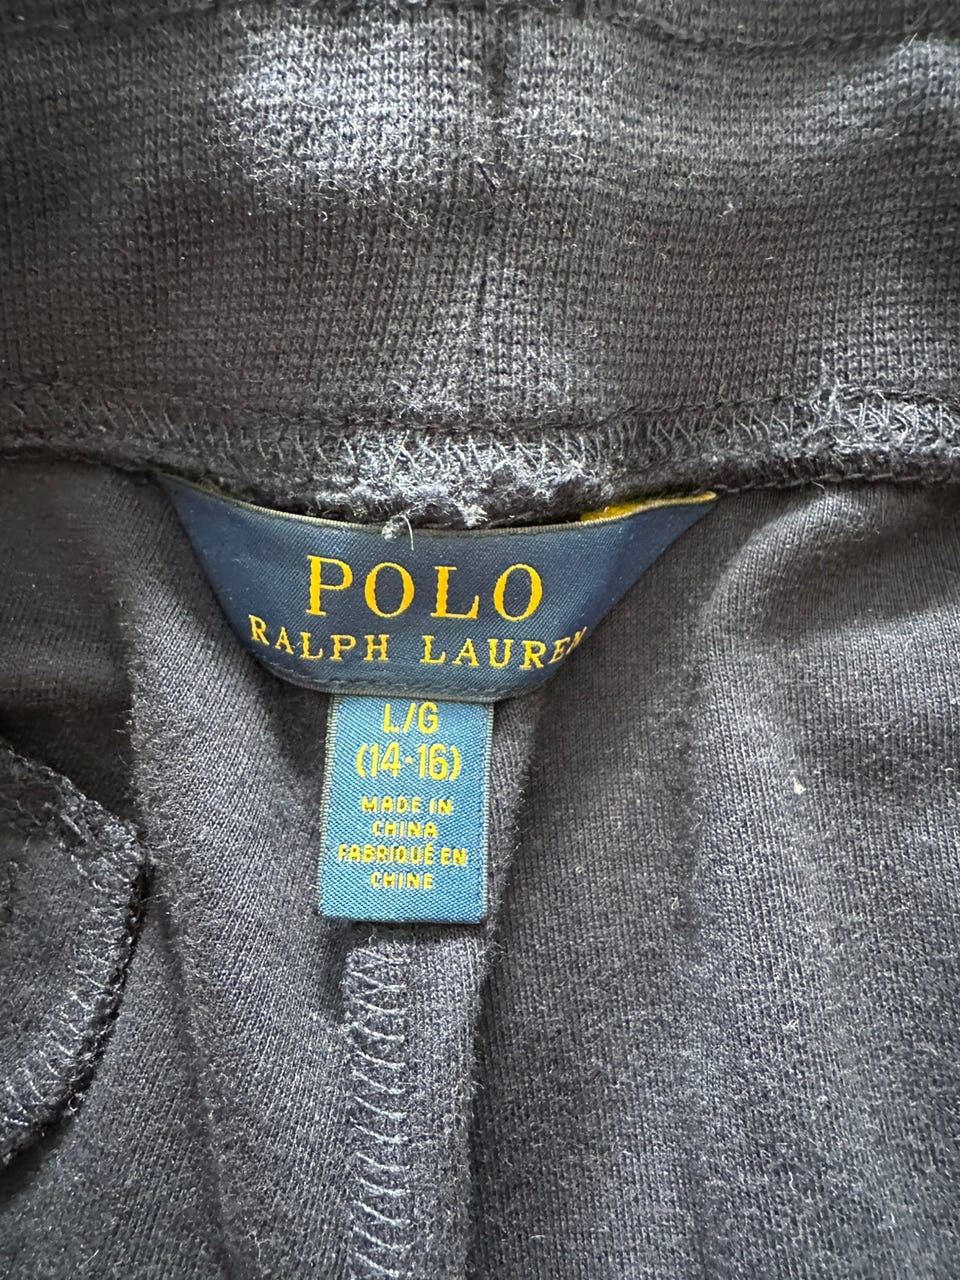 POLO
RALPH LAUREN
L/G
(14-16)
MADE IN
CHINA
FABRIQUÉ EN
CHINE